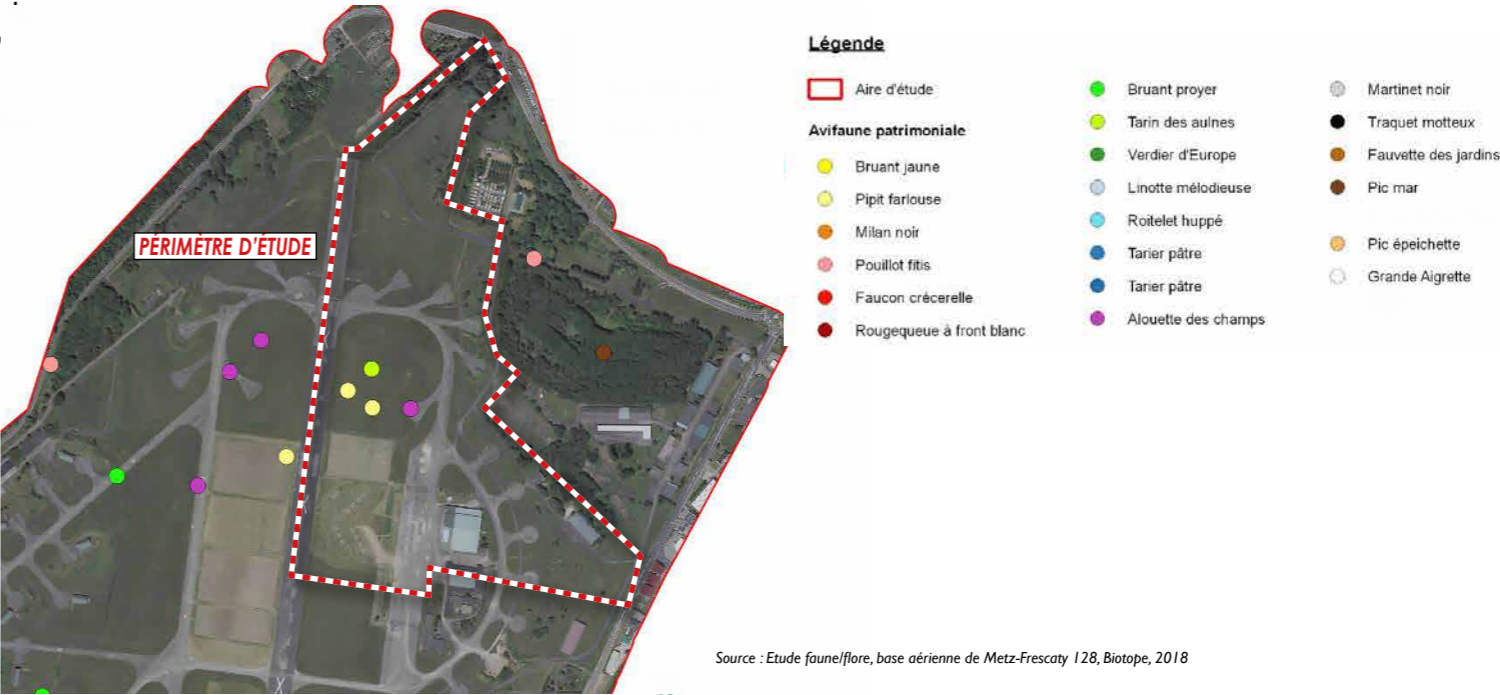 PÉRIMÈTRE D'ÉTUDE
Légende
Aire d'étude
Avifaune patrimoniale
Bruant jaune
Pipit farlouse
Milan noir
Pouillot fitis
Faucon crécerelle
Rougequeue à front blanc
Bruant proyer
Tarin des aulnes
Verdier d'Europe
Linotte mélodieuse
Roitelet huppé
Tarier pâtre
Tarier pâtre
Alouette des champs
Martinet noir
Traquet motteux
Fauvette des jardins
Pic mar
Pic épeichette
Grande Aigrette
Source : Etude faune/flore, base aérienne de Metz-Frescaty 128, Biotope, 2018